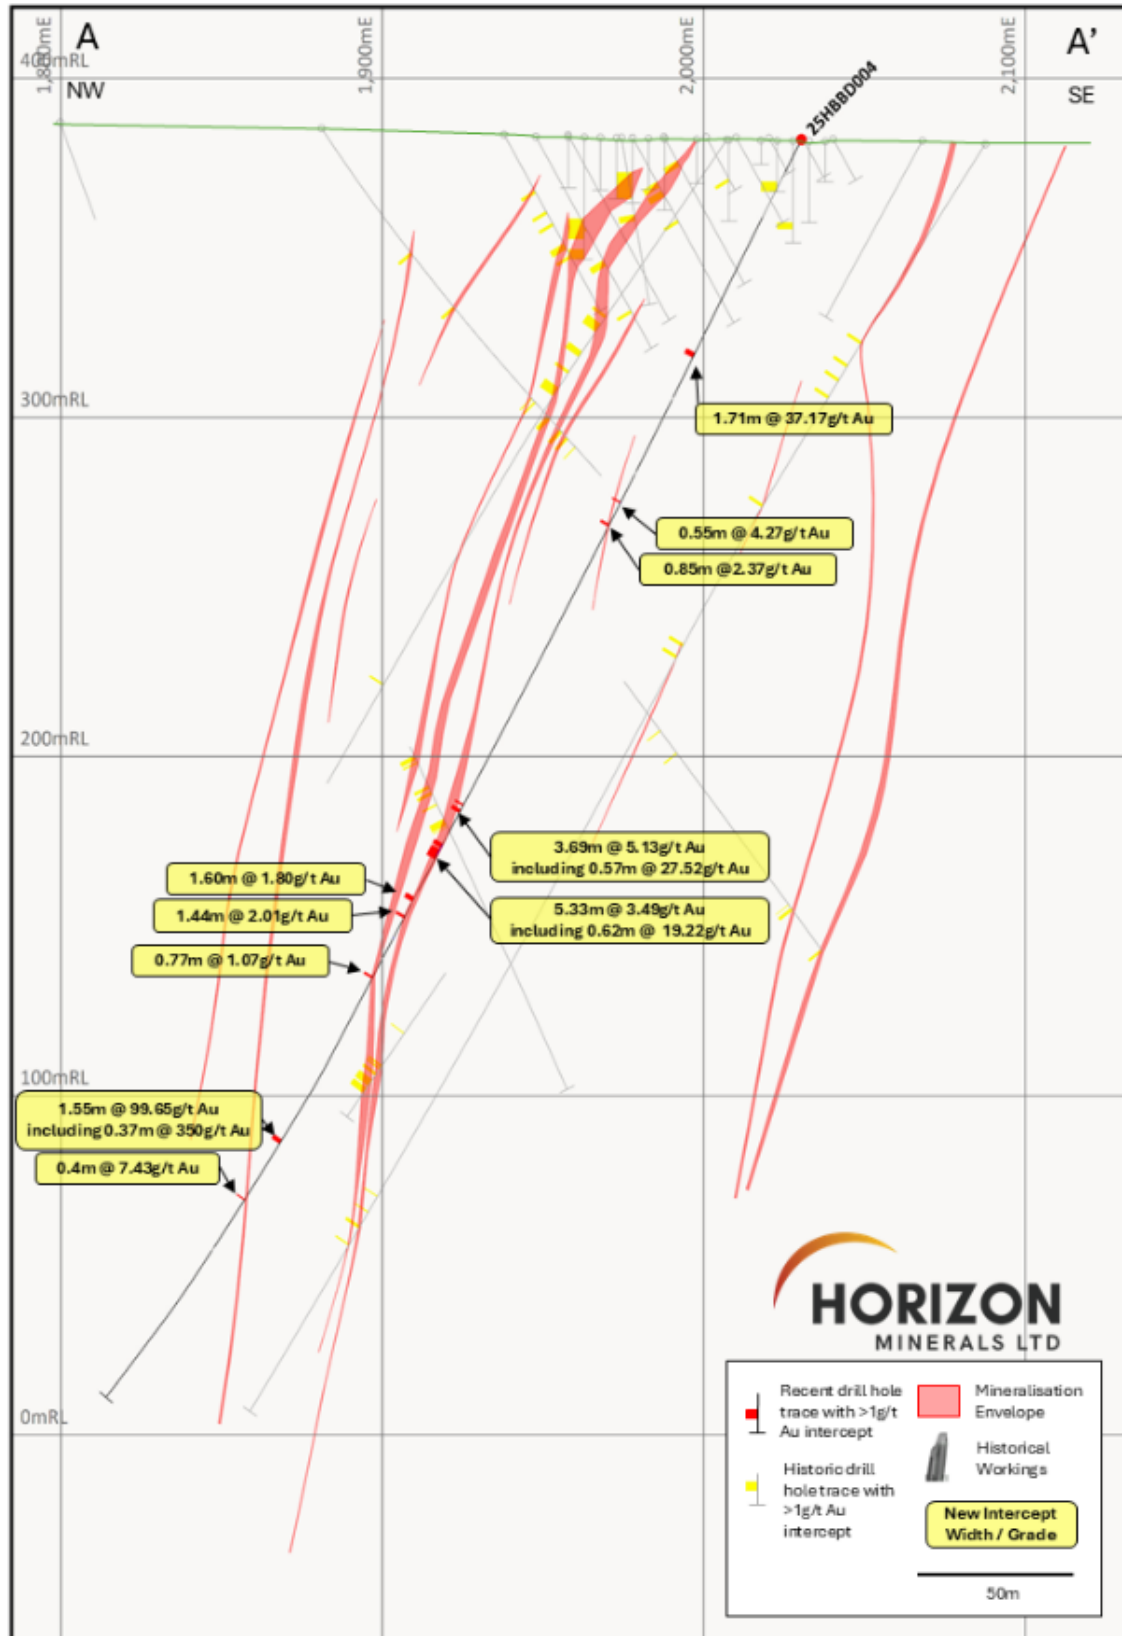 A
A'
NW
SE
1,800mE
1,900mE
2,000mE
2,100mE
400mRL
25HBBD004
300mRL
1.71m @ 37.17g/t Au
0.55m @ 4.27g/t Au
0.85m @2.37g/t Au
200mRL
3.69m @ 5.13g/t Au
including 0.57m @ 27.52g/t Au
1.60m @ 1.80g/t Au
1.44m @ 2.01g/t Au
5.33m @ 3.49g/t Au
including 0.62m @ 19.22g/t Au
0.77m @ 1.07g/t Au
100mRL
1.55m @ 99.65g/t Au
including 0.37m @ 350g/t Au
0.4m @ 7.43g/t Au
0mRL
HORIZON
MINERALS LTD
Recent drill hole
trace with >1g/t
Au intercept
Mineralisation
Envelope
Historic drill
hole trace with
>1g/t Au
intercept
Historical
Workings
New Intercept
Width / Grade
50m